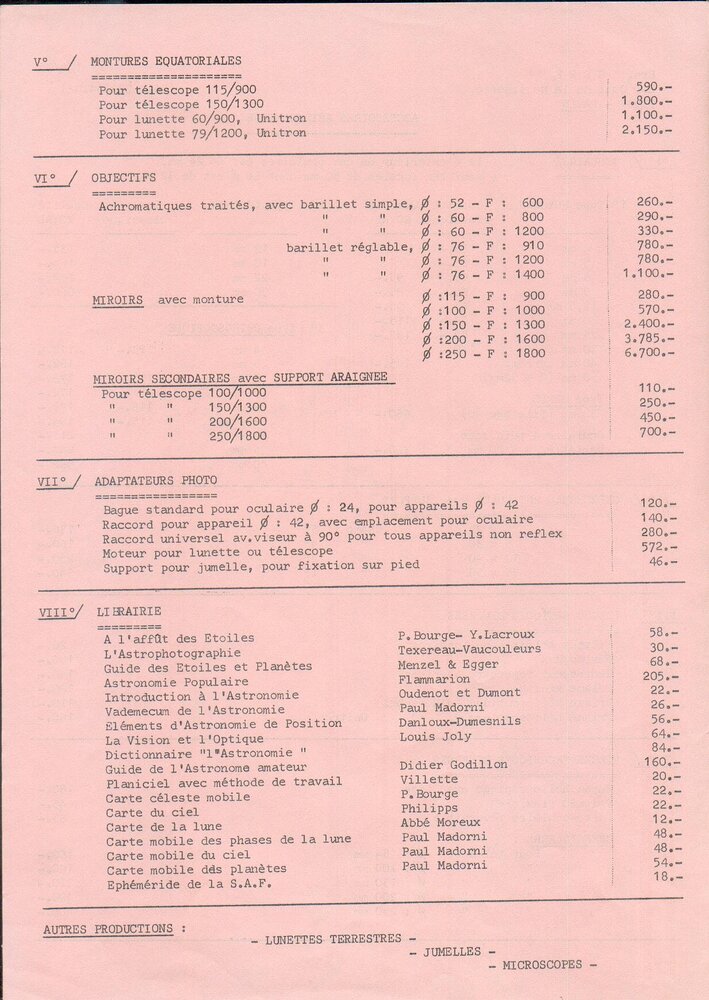 V° / MONTURES EQUATORIALES
=====================
Pour télescope 115/900 590.-
Pour télescope 150/1300 1.800.-
Pour lunette 60/900, Unitron 1.100.-
Pour lunette 79/1200, Unitron 2.150.-
VI° / OBJECTIFS
=========
Achromatiques traités, avec barillet simple, Ø : 52 - F : 600 260.-
" " Ø : 60 - F : 800 290.-
" " Ø : 60 - F : 1200 330.-
barillet réglable, Ø : 76 - F : 910 780.-
" " Ø : 76 - F : 1200 780.-
" " Ø : 76 - F : 1400 1.100.-
MIROIRS avec monture Ø :115 - F : 900 280.-
Ø :100 - F : 1000 570.-
Ø :150 - F : 1300 2.400.-
Ø :200 - F : 1600 3.785.-
Ø :250 - F : 1800 6.700.-
MIROIRS SECONDAIRES avec SUPPORT ARAIGNEE
Pour télescope 100/1000 110.-
" " 150/1300 250.-
" " 200/1600 450.-
" " 250/1800 700.-
VII° / ADAPTATEURS PHOTO
=================
Bague standard pour oculaire Ø : 24, pour appareils Ø : 42 120.-
Raccord pour appareil Ø : 42, avec emplacement pour oculaire 140.-
Raccord universel av.viseur à 90° pour tous appareils non reflex 280.-
Moteur pour lunette ou télescope 572.-
Support pour jumelle, pour fixation sur pied 46.-
VIII°/ LIBRAIRIE
=========
A l'affût des Etoiles P.Bourge- Y.Lacroux 58.-
L'Astrophotographie Texereau-Vaucouleurs 30.-
Guide des Etoiles et Planètes Menzel & Egger 68.-
Astronomie Populaire Flammarion 205.-
Introduction à l'Astronomie Oudenot et Dumont 22.-
Vademecum de l'Astronomie Paul Madorni 26.-
Eléments d'Astronomie de Position Danloux-Dumesnils 56.-
La Vision et l'Optique Louis Joly 64.-
Dictionnaire "l"Astronomie " 84.-
Guide de l'Astronome amateur Didier Godillon 160.-
Planiciel avec méthode de travail Villette 20.-
Carte céleste mobile P.Bourge 22.-
Carte du ciel Philipps 22.-
Carte de la lune Abbé Moreux 12.-
Carte mobile des phases de la lune Paul Madorni 48.-
Carte mobile du ciel Paul Madorni 48.-
Carte mobile dds planètes Paul Madorni 54.-
Ephéméride de la S.A.F. 18.-
AUTRES PRODUCTIONS :
- LUNETTES TERRESTRES -
- JUMELLES -
- MICROSCOPES -